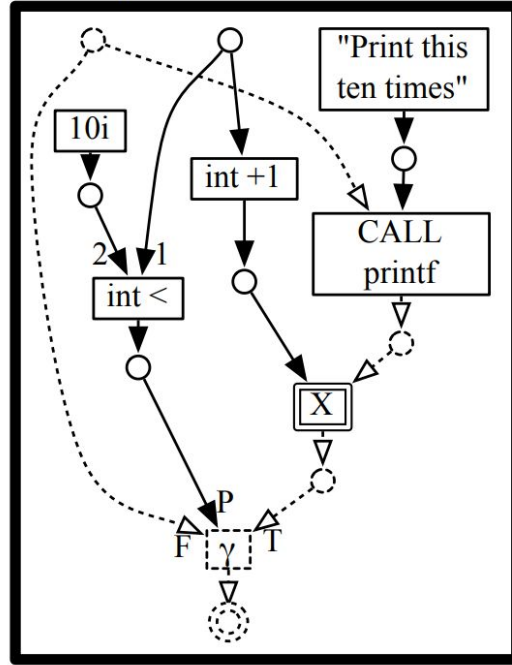 "Print this
ten times"
10i
int +1
CALL
printf
2
1
int <
X
P
F
γ
T